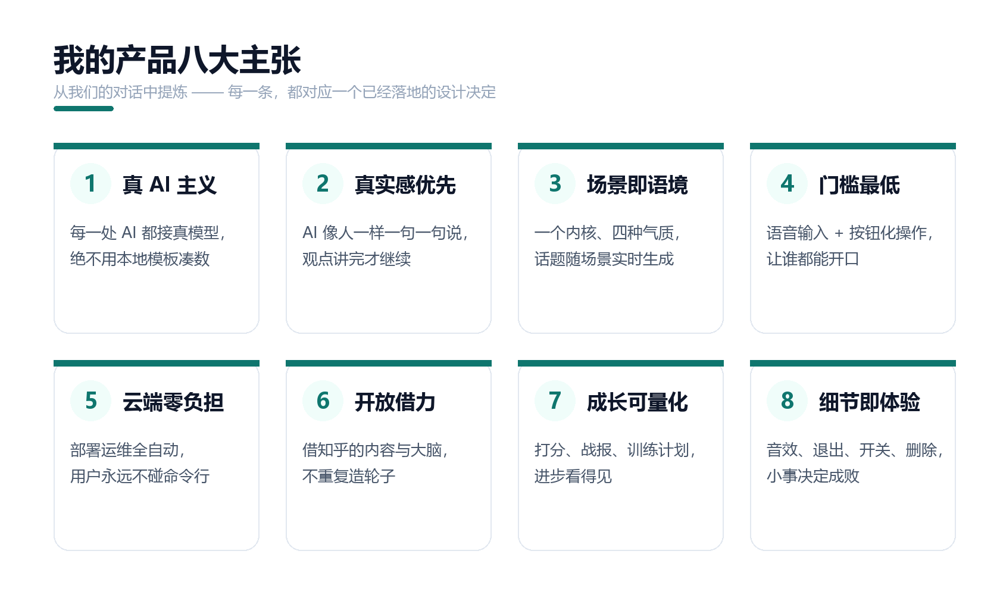 我的产品八大主张
从我们的对话中提炼 —— 每一条，都对应一个已经落地的设计决定
1 真 AI 主义
每一处 AI 都接真模型，
绝不用本地模板凑数
2 真实感优先
AI 像人一样一句一句说，
观点讲完才继续
3 场景即语境
一个内核、四种气质，
话题随场景实时生成
4 门槛最低
语音输入 + 按钮化操作，
让谁都能开口
5 云端零负担
部署运维全自动，
用户永远不碰命令行
6 开放借力
借知乎的内容与大脑，
不重复造轮子
7 成长可量化
打分、战报、训练计划，
进步看得见
8 细节即体验
音效、退出、开关、删除，
小事决定成败